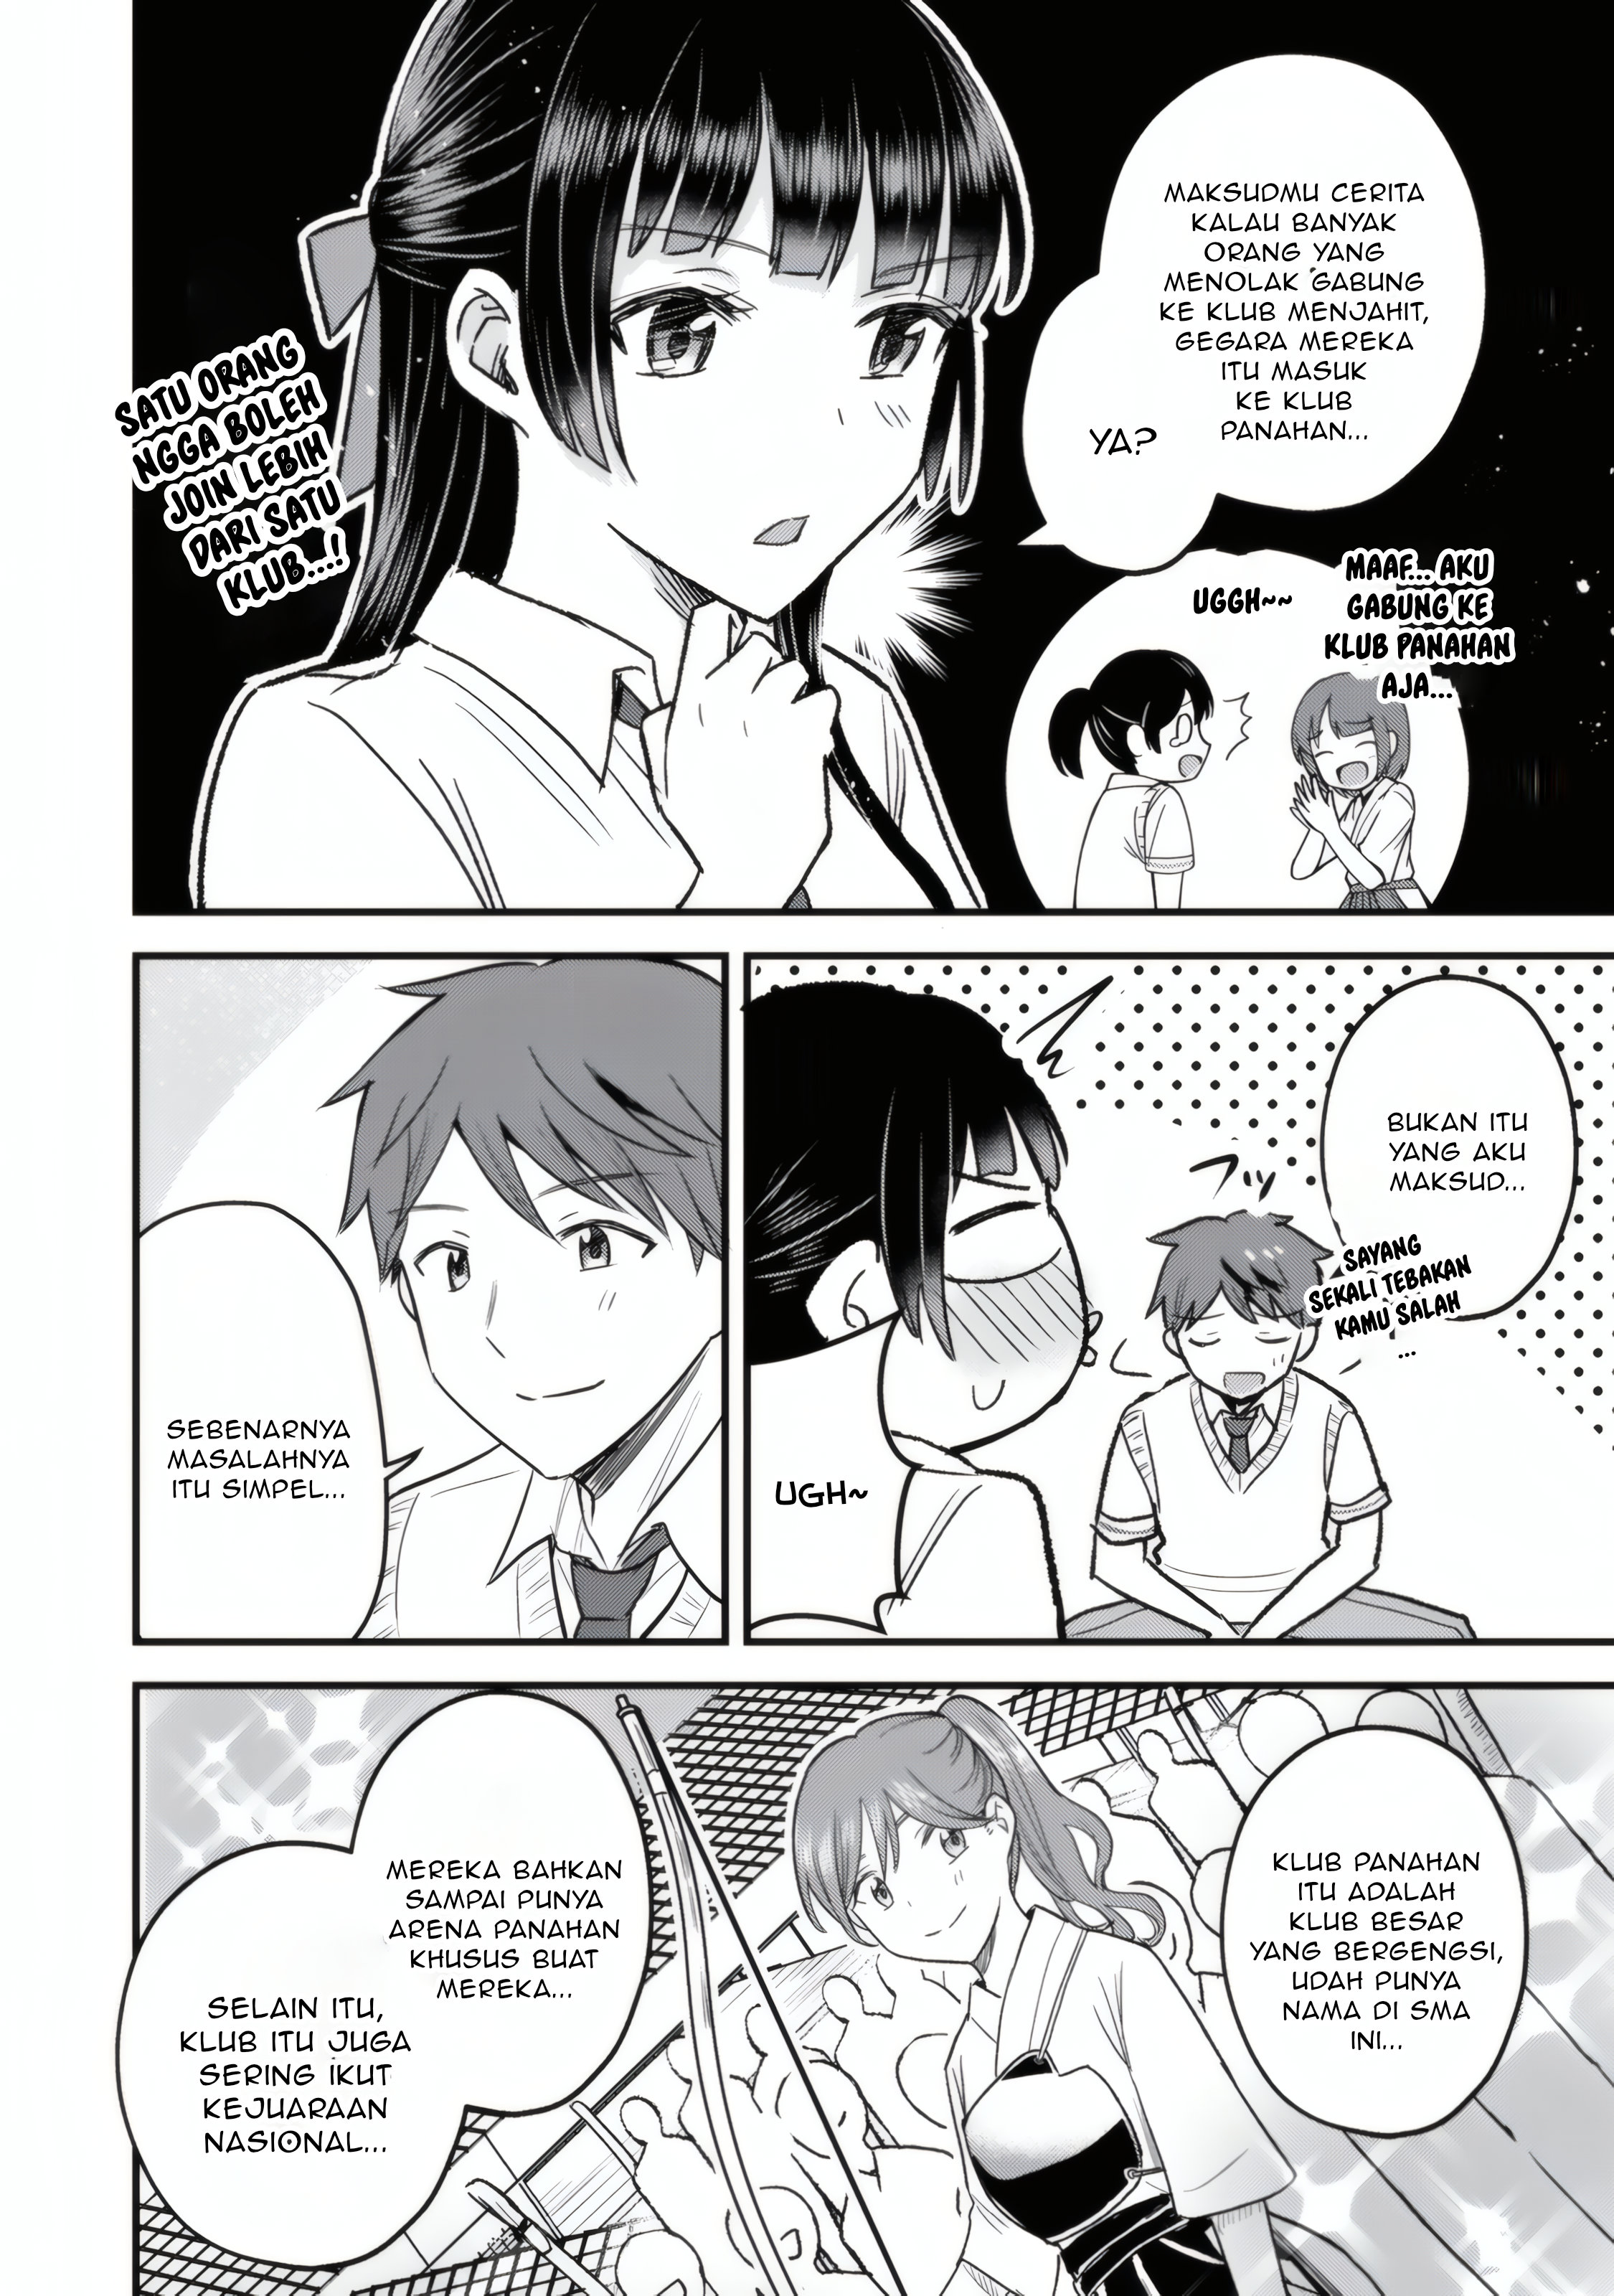 MAKSUDMU CERITA
KALAU BANYAK
ORANG YANG
MENOLAK GABUNG
KE KLUB MENJAHIT,
GEGARA MEREKA
ITU MASUK
KE KLUB
PANAHAN...
YA?
MAAF... AKU
GABUNG KE
KLUB PANAHAN
AJA...
UGGH~~
SATU ORANG
NGGA BOLEH
JOIN LEBIH
DARI SATU
KLUB...!
BUKAN ITU
YANG AKU
MAKSUD...
SAYANG
SEKALI TEBAKAN
KAMU SALAH
...
フッ
UGH~
SEBENARNYA
MASALAHNYA
ITU SIMPEL...
KLUB PANAHAN
ITU ADALAH
KLUB BESAR
YANG BERGENGSI,
UDAH PUNYA
NAMA DI SMA
INI...
MEREKA BAHKAN
SAMPAI PUNYA
ARENA PANAHAN
KHUSUS BUAT
MEREKA...
SELAIN ITU,
KLUB ITU JUGA
SERING IKUT
KEJUARAAN
NASIONAL...